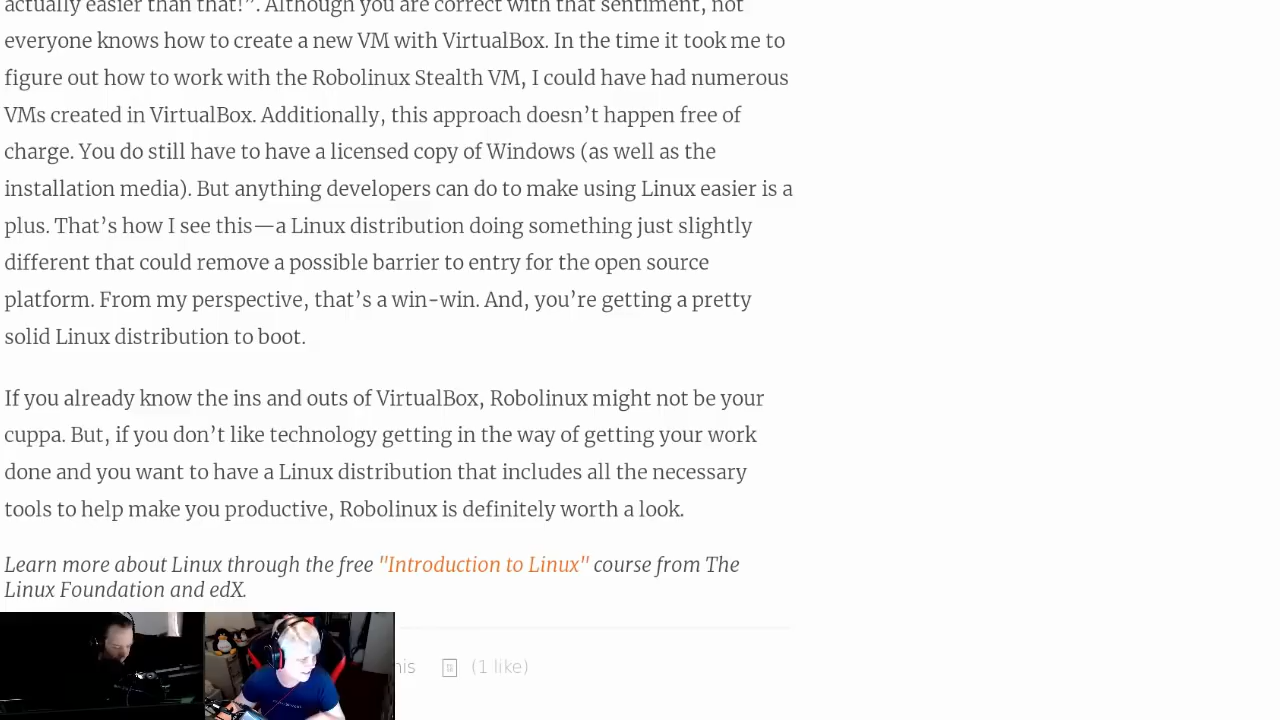 actually easier than that!”. Although you are correct with that sentiment, not
everyone knows how to create a new VM with VirtualBox. In the time it took me to
figure out how to work with the Robolinux Stealth VM, I could have had numerous
VMs created in VirtualBox. Additionally, this approach doesn’t happen free of
charge. You do still have to have a licensed copy of Windows (as well as the
installation media). But anything developers can do to make using Linux easier is a
plus. That’s how I see this—a Linux distribution doing something just slightly
different that could remove a possible barrier to entry for the open source
platform. From my perspective, that’s a win-win. And, you’re getting a pretty
solid Linux distribution to boot.
If you already know the ins and outs of VirtualBox, Robolinux might not be your
cuppa. But, if you don’t like technology getting in the way of getting your work
done and you want to have a Linux distribution that includes all the necessary
tools to help make you productive, Robolinux is definitely worth a look.
Learn more about Linux through the free "Introduction to Linux" course from The
Linux Foundation and edX.
(1 like)